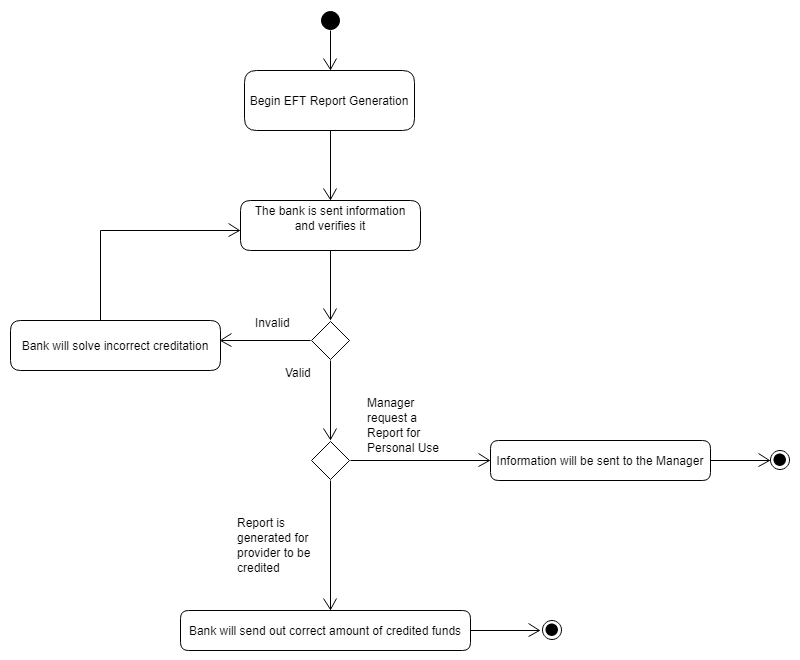 Begin EFT Report Generation
The bank is sent information
and verifies it
Invalid
Bank will solve incorrect creditation
Valid
Manager
request a
Report for
Personal Use
Information will be sent to the Manager
Report is
generated for
provider to be
credited
Bank will send out correct amount of credited funds